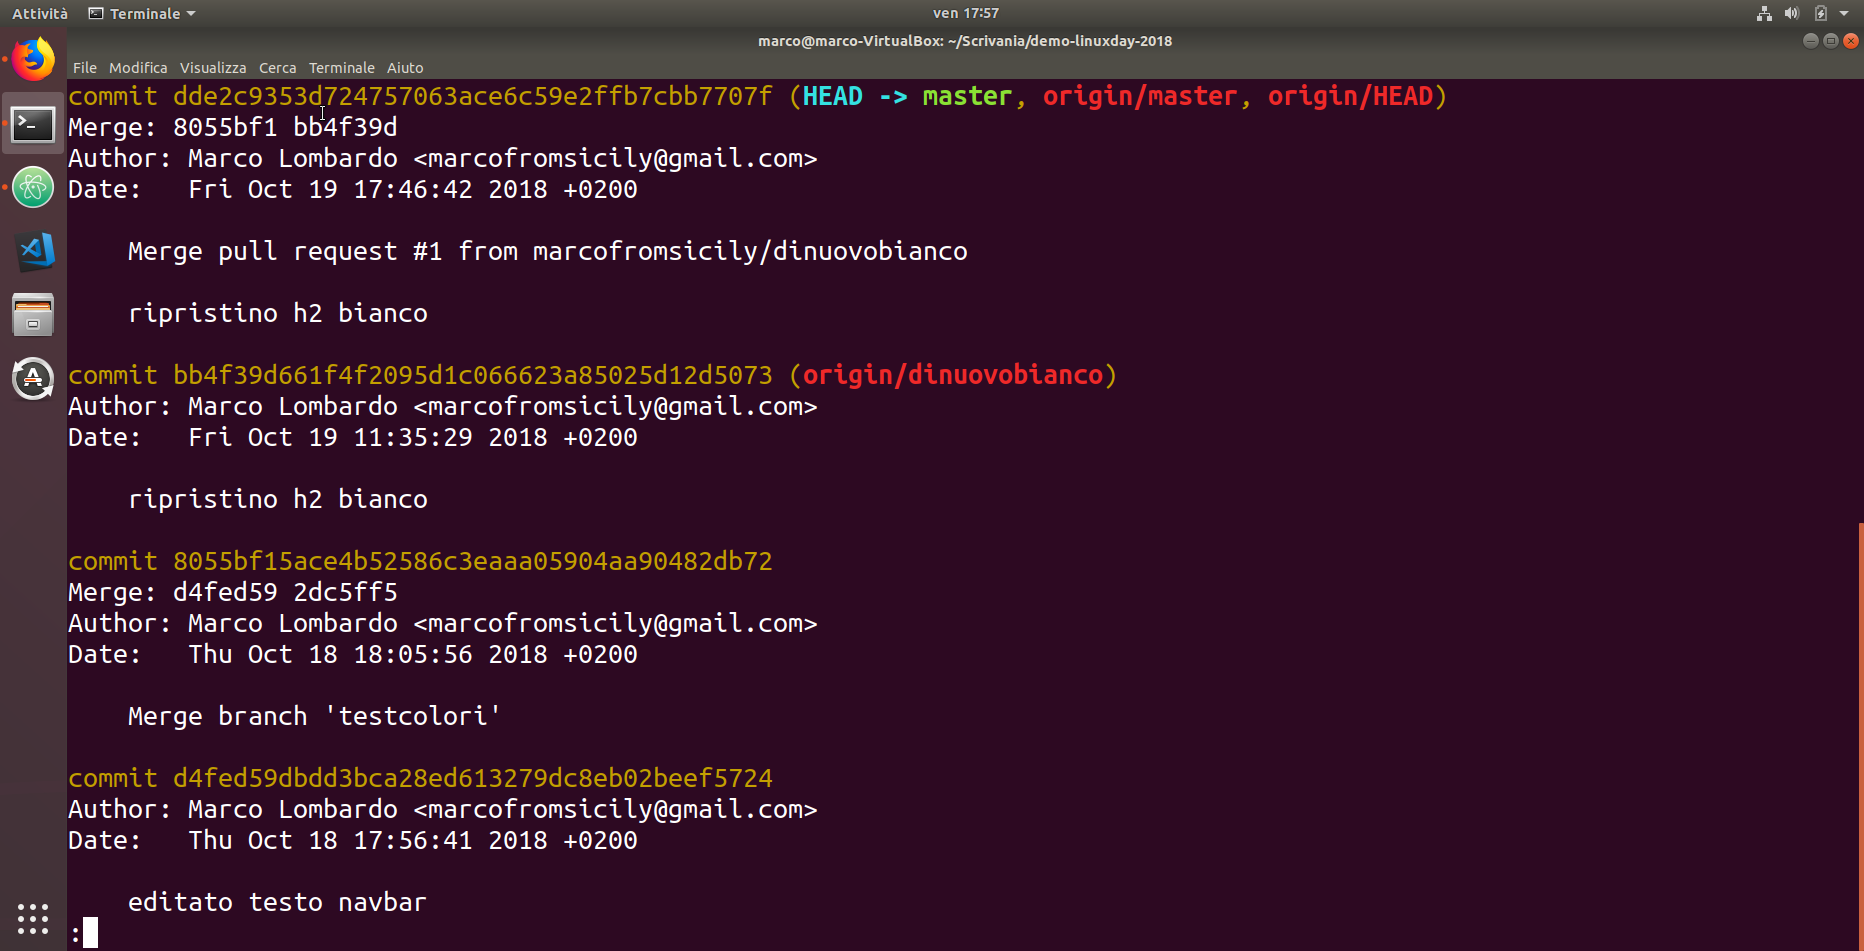 Attività Terminale ven 17:57
marco@marco-VirtualBox: ~/Scrivania/demo-linuxday-2018
File Modifica Visualizza Cerca Terminale Aiuto
commit dde2c9353d724757063ace6c59e2ffb7cbb7707f (HEAD -> master, origin/master, origin/HEAD)
Merge: 8055bf1 bb4f39d
Author: Marco Lombardo <marcofromsicily@gmail.com>
Date:   Fri Oct 19 17:46:42 2018 +0200
Merge pull request #1 from marcofromsicily/dinuovobianco
ripristino h2 bianco
commit bb4f39d661f4f2095d1c066623a85025d12d5073 (origin/dinuovobianco)
Author: Marco Lombardo <marcofromsicily@gmail.com>
Date:   Fri Oct 19 11:35:29 2018 +0200
ripristino h2 bianco
commit 8055bf15ace4b52586c3eaaa05904aa90482db72
Merge: d4fed59 2dc5ff5
Author: Marco Lombardo <marcofromsicily@gmail.com>
Date:   Thu Oct 18 18:05:56 2018 +0200
Merge branch 'testcolori'
commit d4fed59dbdd3bca28ed613279dc8eb02beef5724
Author: Marco Lombardo <marcofromsicily@gmail.com>
Date:   Thu Oct 18 17:56:41 2018 +0200
editato testo navbar
: